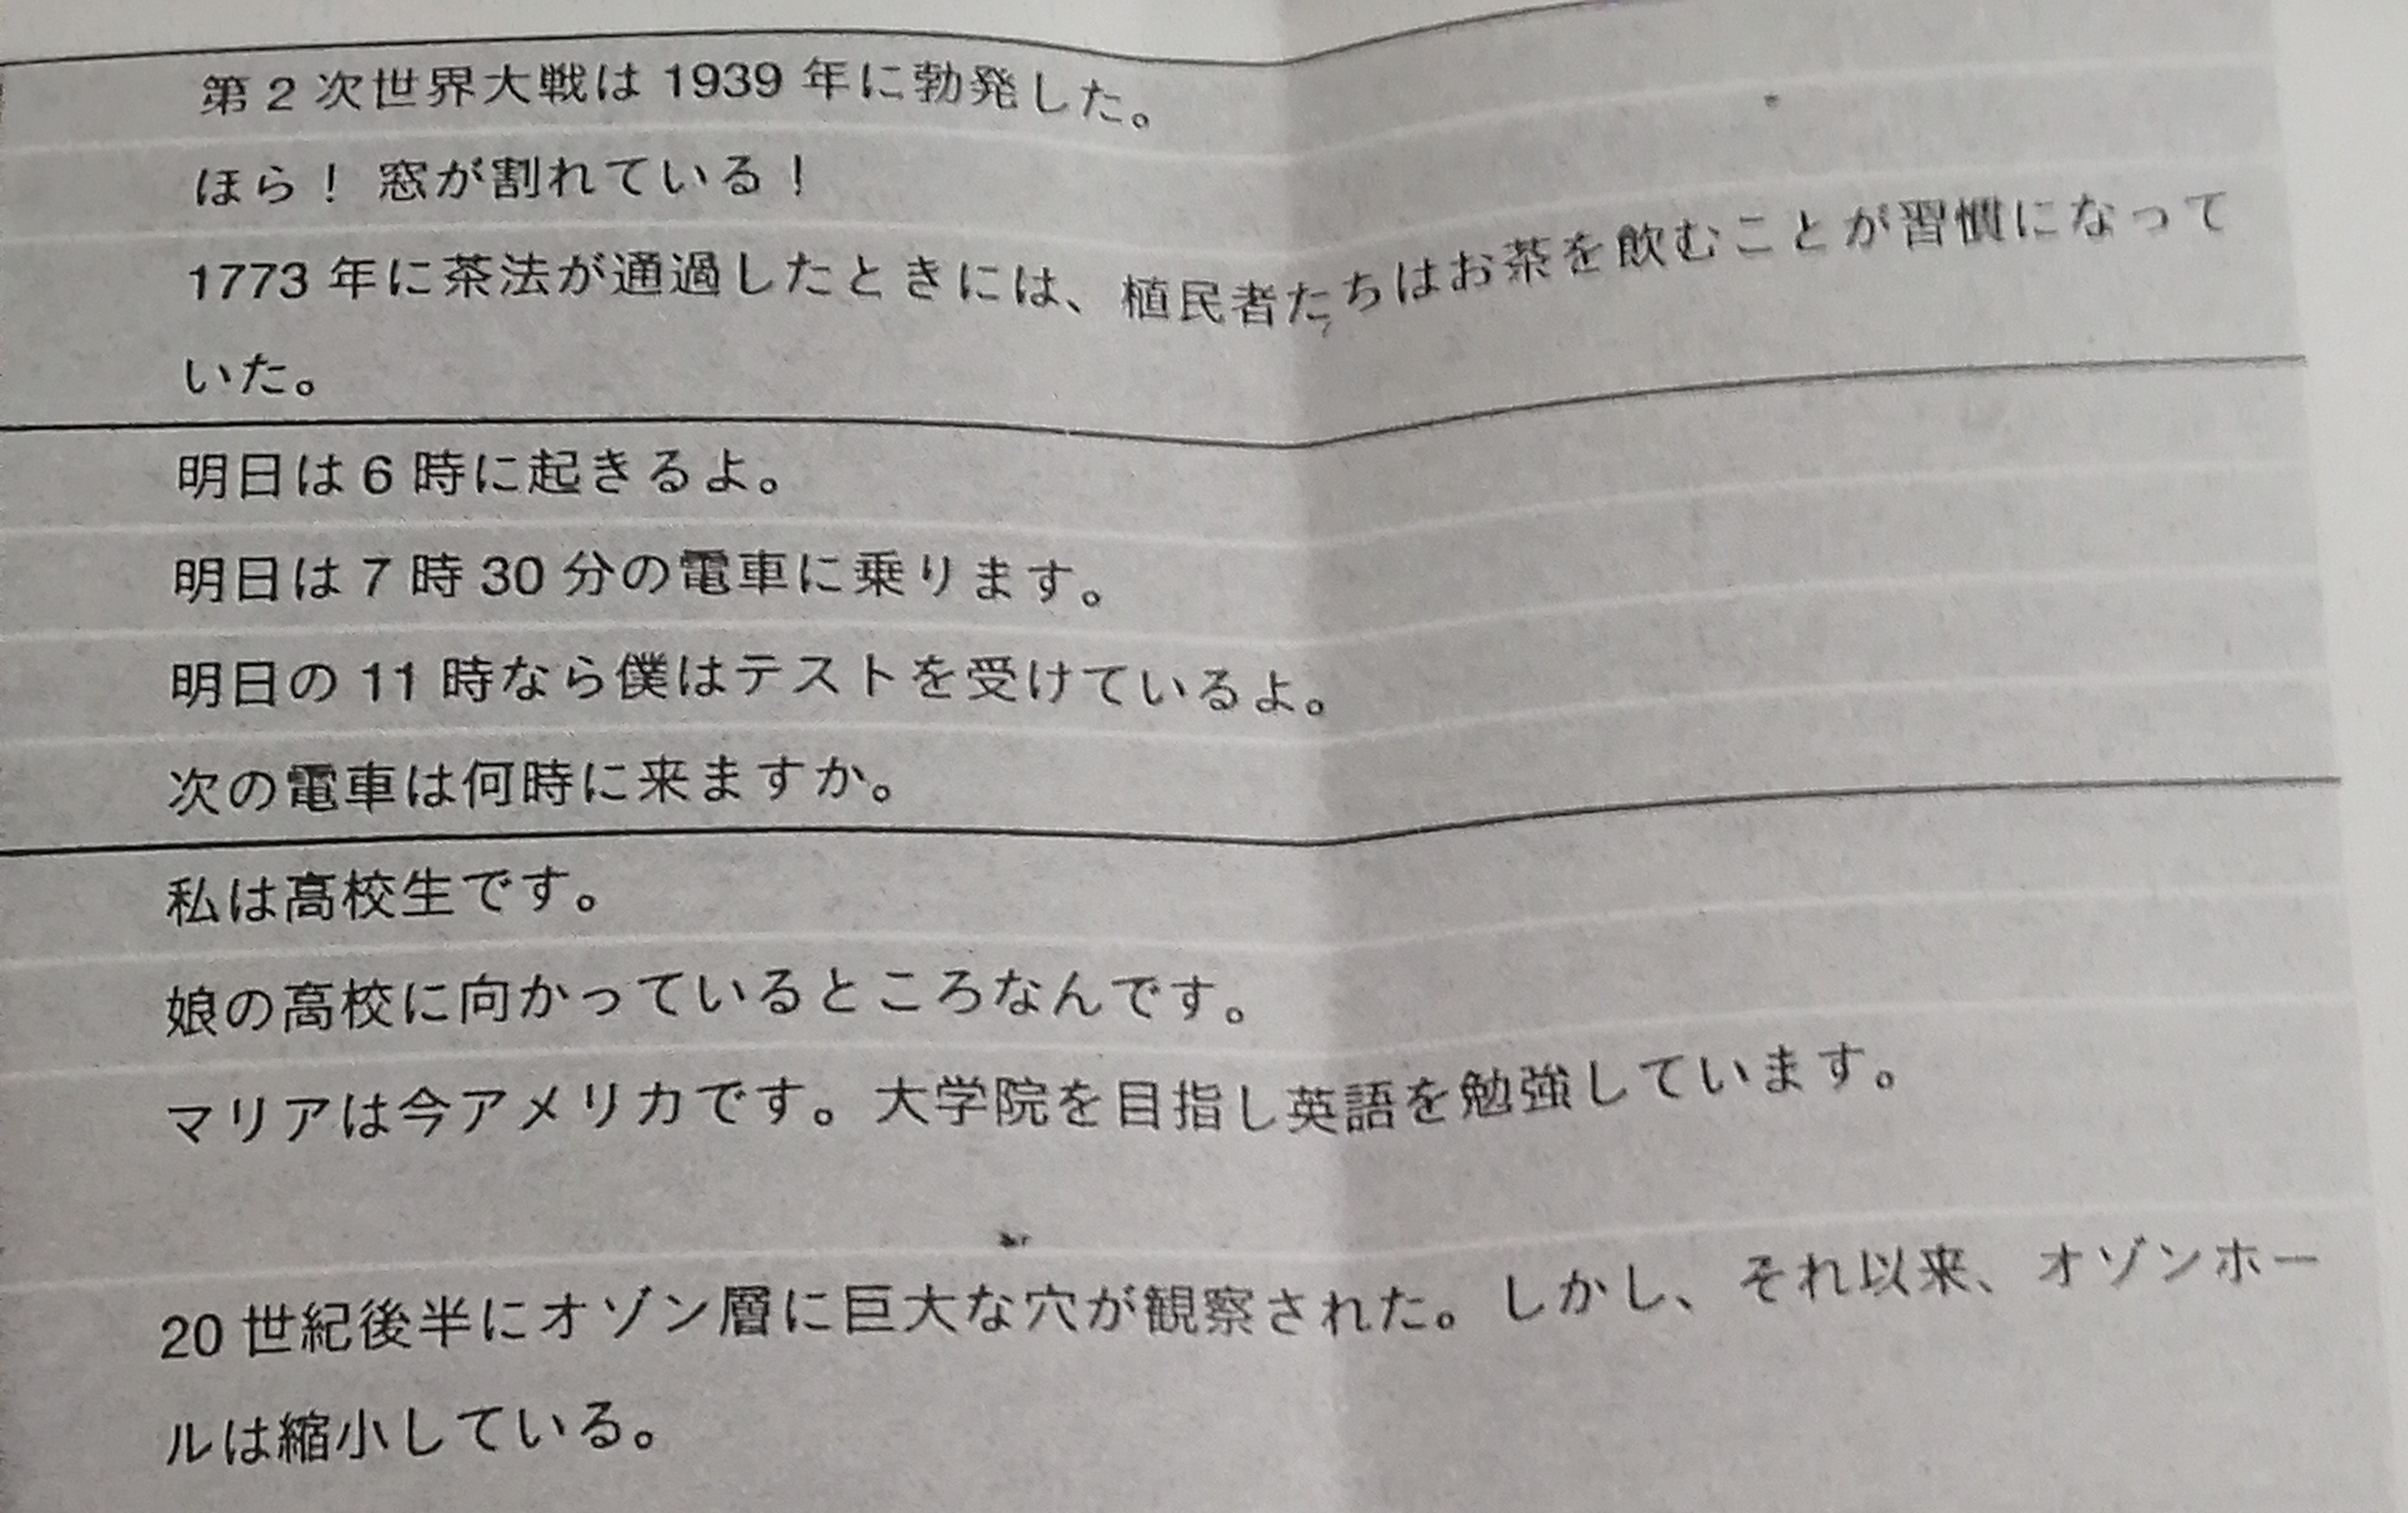 第2次世界大戦は 1939 年に勃発した。
ほら！ 窓が割れている！
1773 年に茶法が通過したときには、植民者たちはお茶を飲むことが習慣になって
いた。
明日は 6 時に起きるよ。
明日は 7 時 30 分の電車に乗ります。
明日の 11 時なら僕はテストを受けているよ。
次の電車は何時に来ますか。
私は高校生です。
娘の高校に向かっているところなんです。
マリアは今アメリカです。大学院を目指し英語を勉強しています。
20 世紀後半にオゾン層に巨大な穴が観察された。しかし、それ以来、オゾンホー
ルは縮小している。